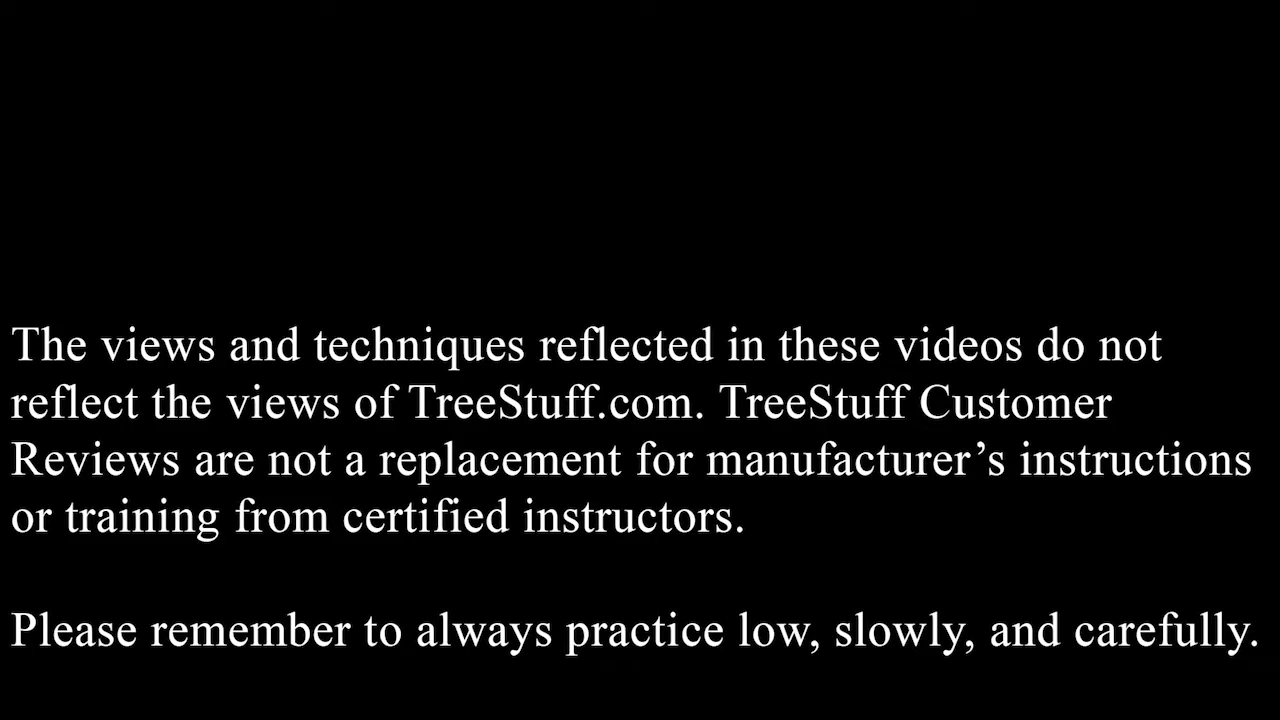 The views and techniques reflected in these videos do not
reflect the views of TreeStuff.com. TreeStuff Customer
Reviews are not a replacement for manufacturer’s instructions
or training from certified instructors.
Please remember to always practice low, slowly, and carefully.